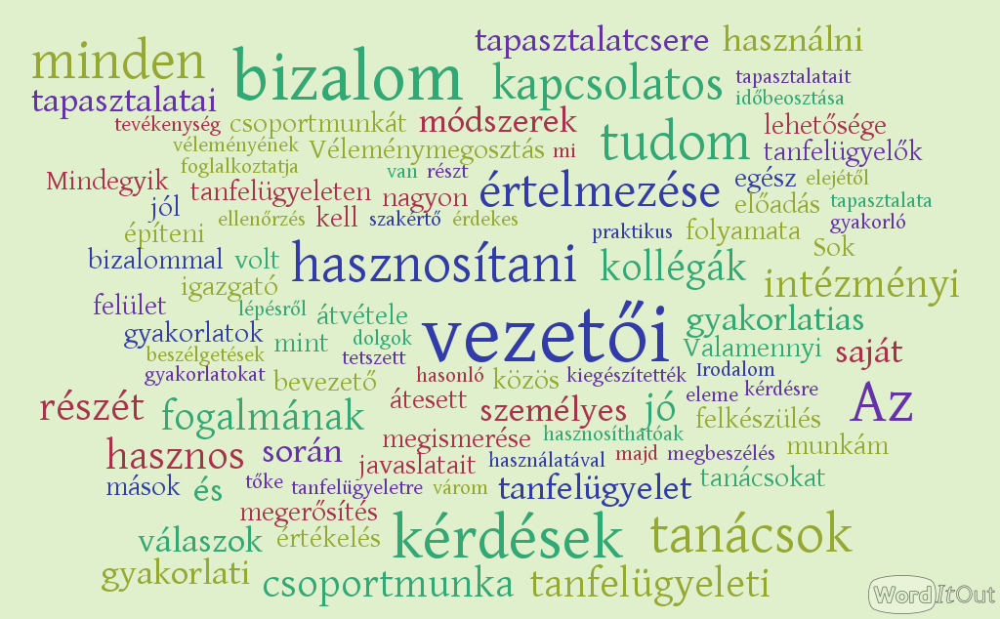 tapasztalatcsere használni
minden bizalom kapcsolatos tapasztalatait
tapasztalatai időbeosztása
tevékenység csoportmunkát módszerek tudom lehetősége
véleményének Véleménymegosztás mi tanfelügyelők
foglalkoztatja van részt
Mindegyik tanfelügyeleten nagyon értelmezése egész elejétől
jól ellenőrzés kell szakértő érdekes előadás tapasztalata
építeni praktikus folyamata gyakorló
bizalommal volt hasznosítani kollégák Sok
igazgató intézményi
felület lépésről átvétele vezetői gyakorlatias
gyakorlatok mint dolgok Valamennyi saját
beszélgetések tetszett
gyakorlatokat bevezető hasonló közös kiegészítették Irodalom
részét fogalmának átesett személyes jó eleme kérdésre Az
megismerése hasznosíthatóak felkészülés
hasznos során javaslatait használatával majd megbeszélés munkám
mások és tőke tanfelügyeletre várom tanfelügyelet tanácsokat
megerősítés
válaszok értékelés kérdések tanácsok
gyakorlati csoportmunka tanfelügyeleti
WordItOut